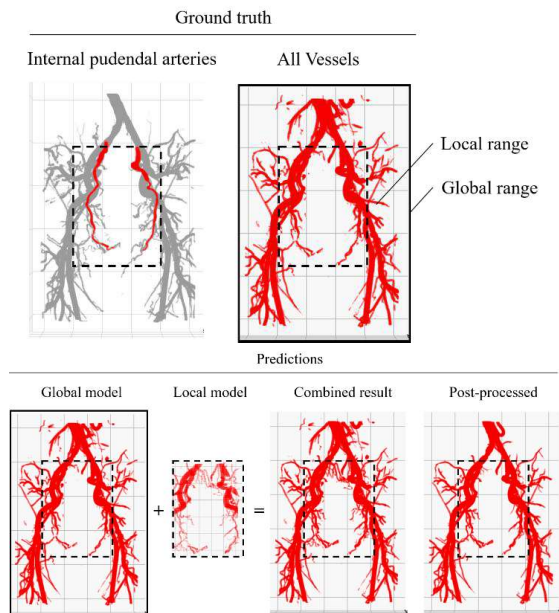 Ground truth
Internal pudendal arteries
All Vessels
Local range
Global range
Predictions
Global model
Local model
Combined result
Post-processed
+
=